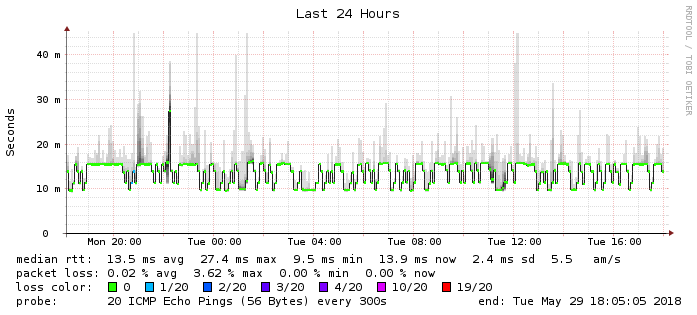 Last 24 Hours
RRDTOOL / TOBI OETIKER
Seconds
40 m
30 m
20 m
10 m
0
Mon 20:00 Tue 00:00 Tue 04:00 Tue 08:00 Tue 12:00 Tue 16:00
median rtt: 13.5 ms avg 27.4 ms max 9.5 ms min 13.9 ms now 2.4 ms sd 5.5 am/s
packet loss: 0.02 % avg 3.62 % max 0.00 % min 0.00 % now
loss color: 0 1/20 2/20 3/20 4/20 10/20 19/20
probe: 20 ICMP Echo Pings (56 Bytes) every 300s end: Tue May 29 18:05:05 2018